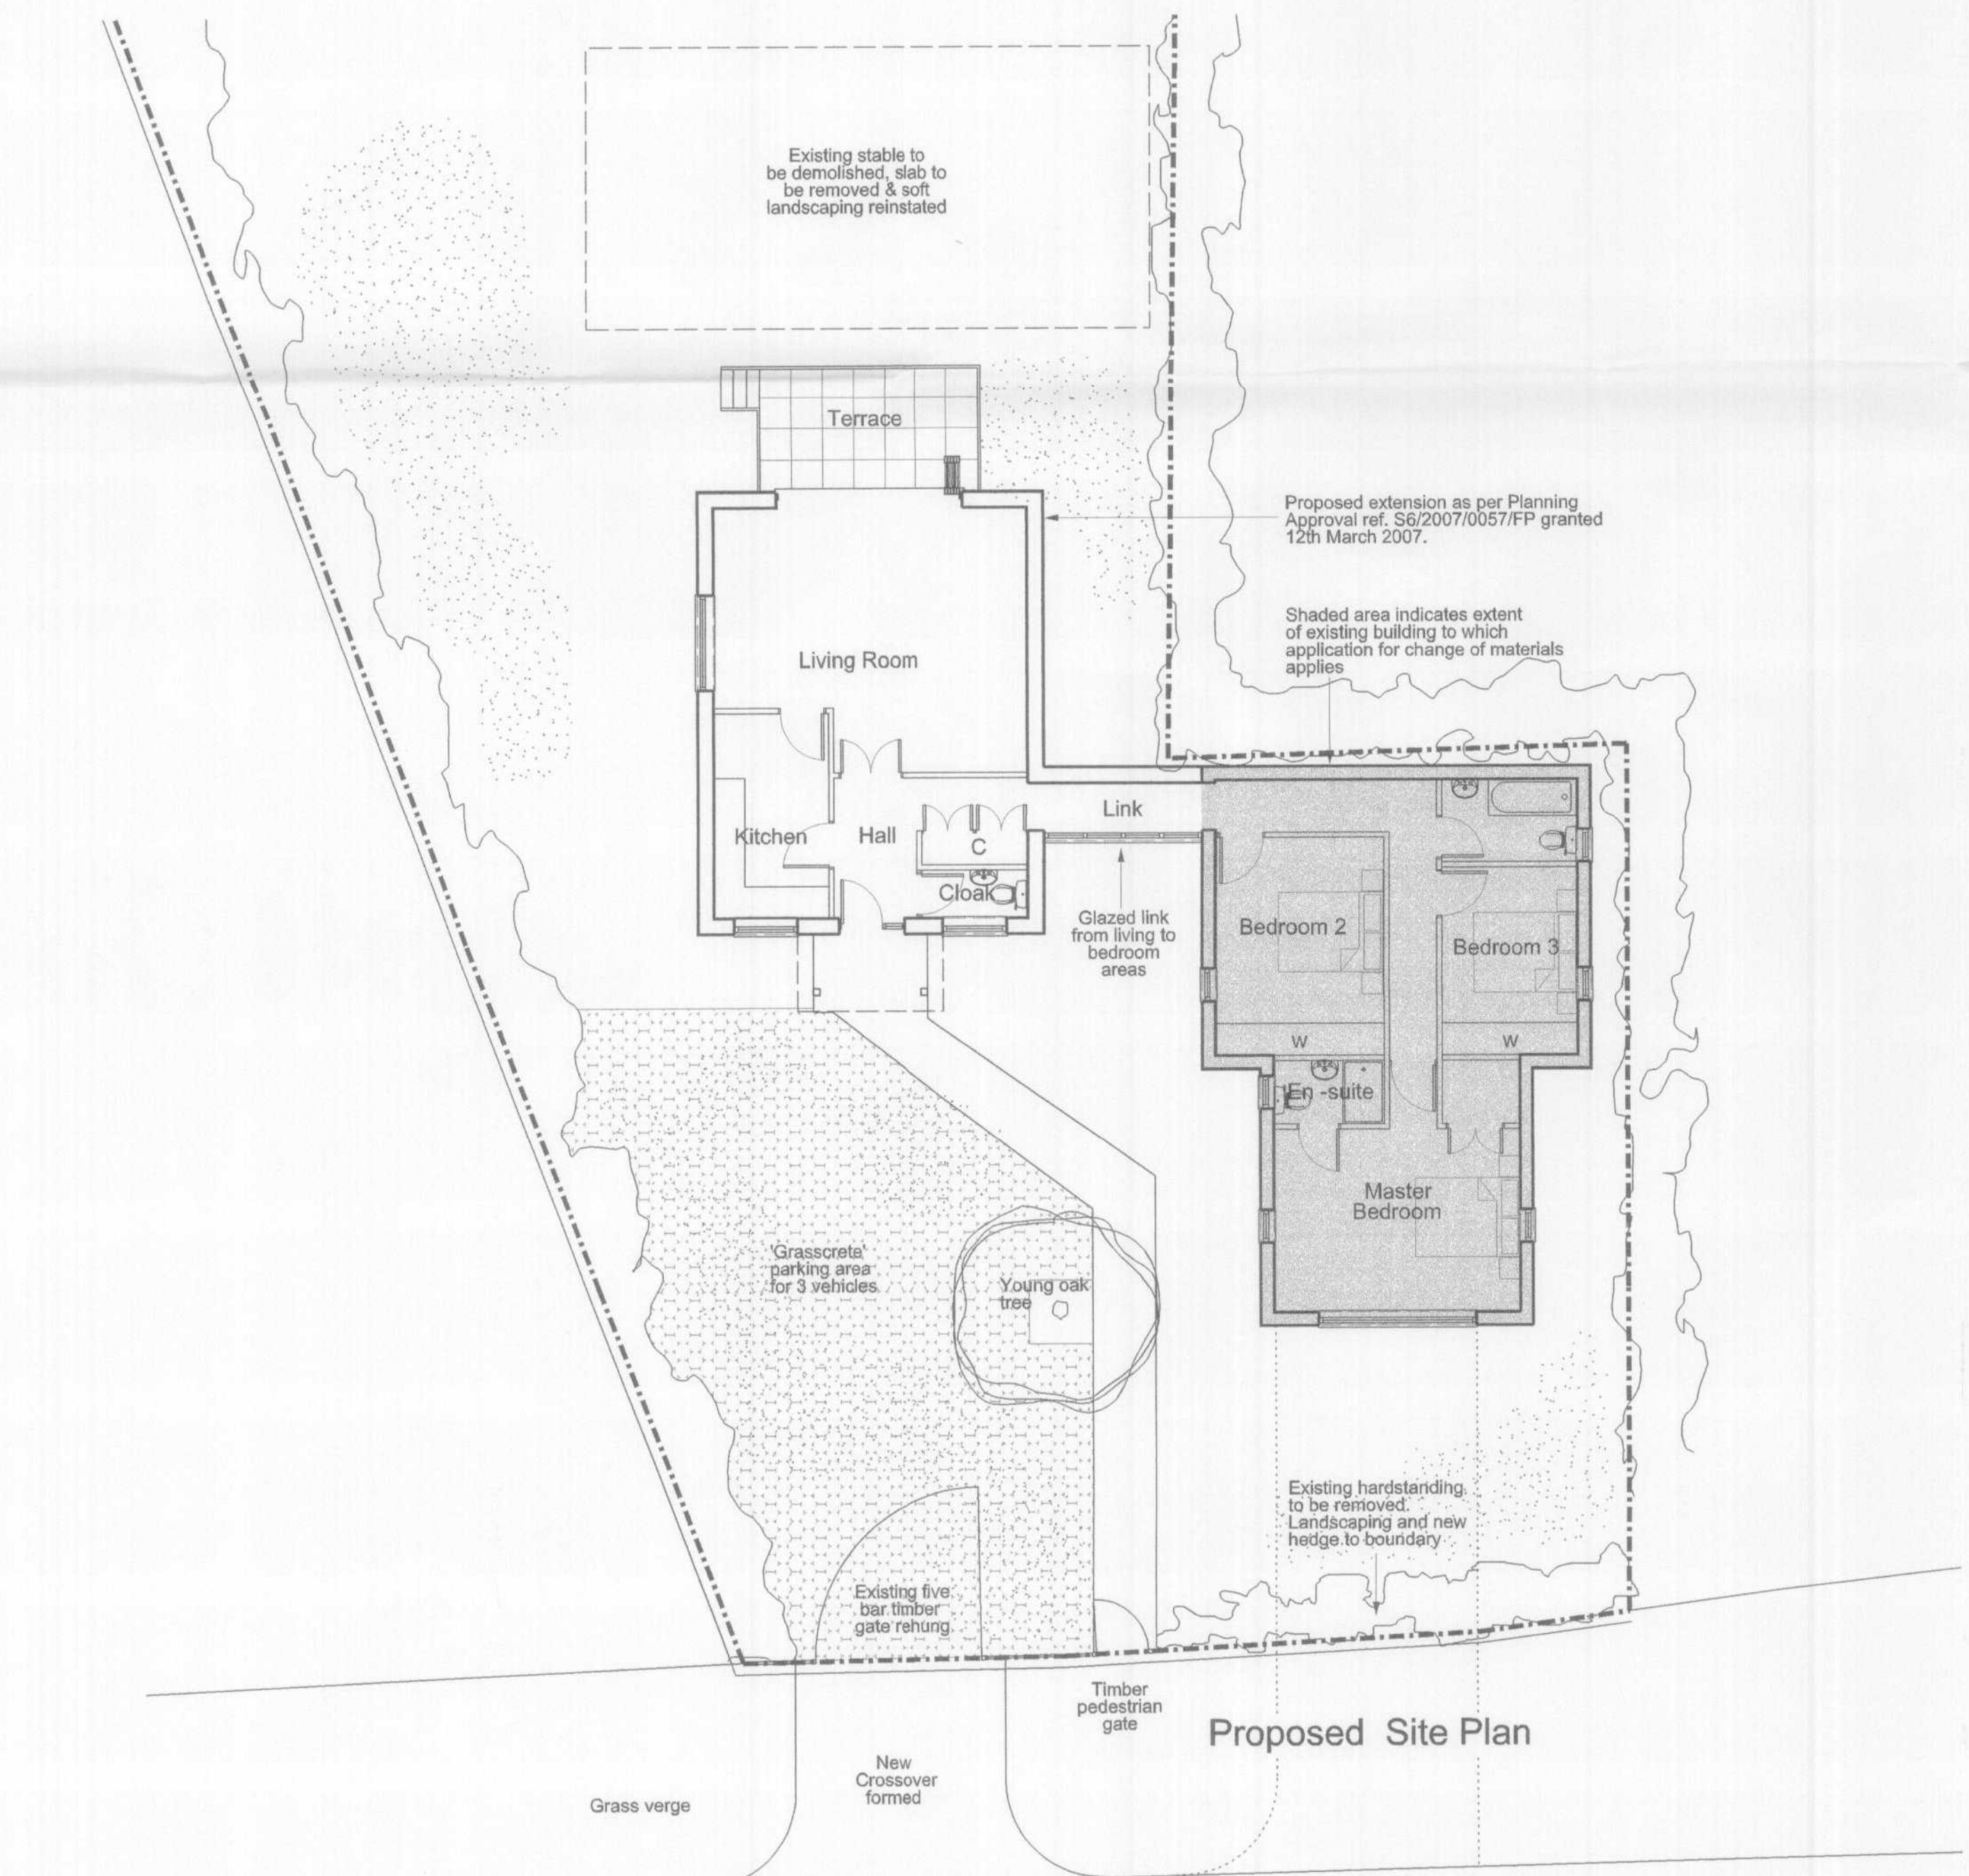 Existing stable to
be demolished, slab to
be removed & soft
landscaping reinstated
Terrace
Proposed extension as per Planning
Approval ref. S6/2007/0057/FP granted
12th March 2007.
Shaded area indicates extent
of existing building to which
application for change of materials
applies
Living Room
Kitchen
Hall
C
Cloak
Link
Glazed link
from living to
bedroom
areas
Bedroom 2
Bedroom 3
W
W
En -suite
Master
Bedroom
'Grasscrete'
parking area
for 3 vehicles
Young oak
tree
Existing hardstanding
to be removed.
Landscaping and new
hedge to boundary
Existing five
bar timber
gate rehung
Timber
pedestrian
gate
Proposed Site Plan
New
Crossover
formed
Grass verge